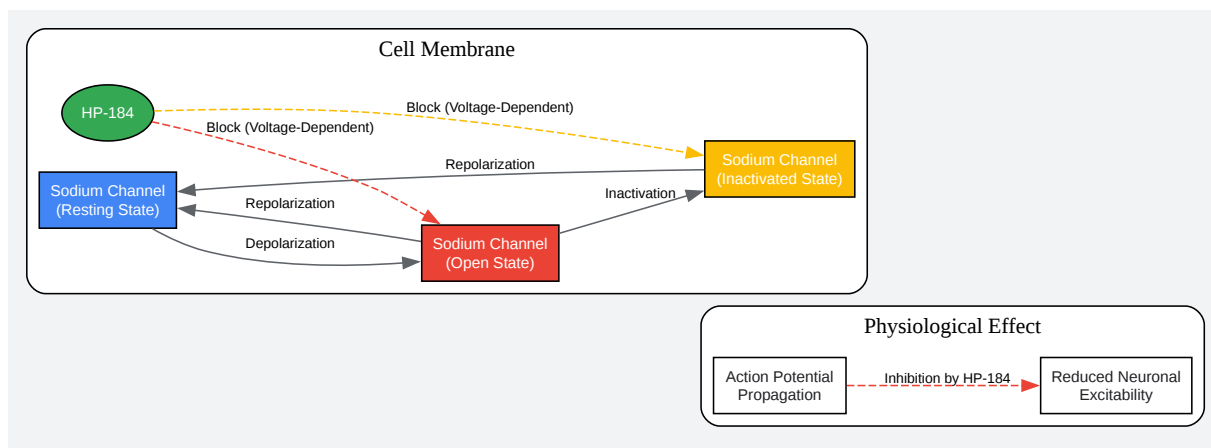 Cell Membrane
HP-184
Block (Voltage-Dependent)
Block (Voltage-Dependent)
Sodium Channel
(Inactivated State)
Repolarization
Sodium Channel
(Resting State)
Inactivation
Repolarization
Depolarization
Sodium Channel
(Open State)
Physiological Effect
Action Potential
Propagation
Inhibition by HP-184
Reduced Neuronal
Excitability